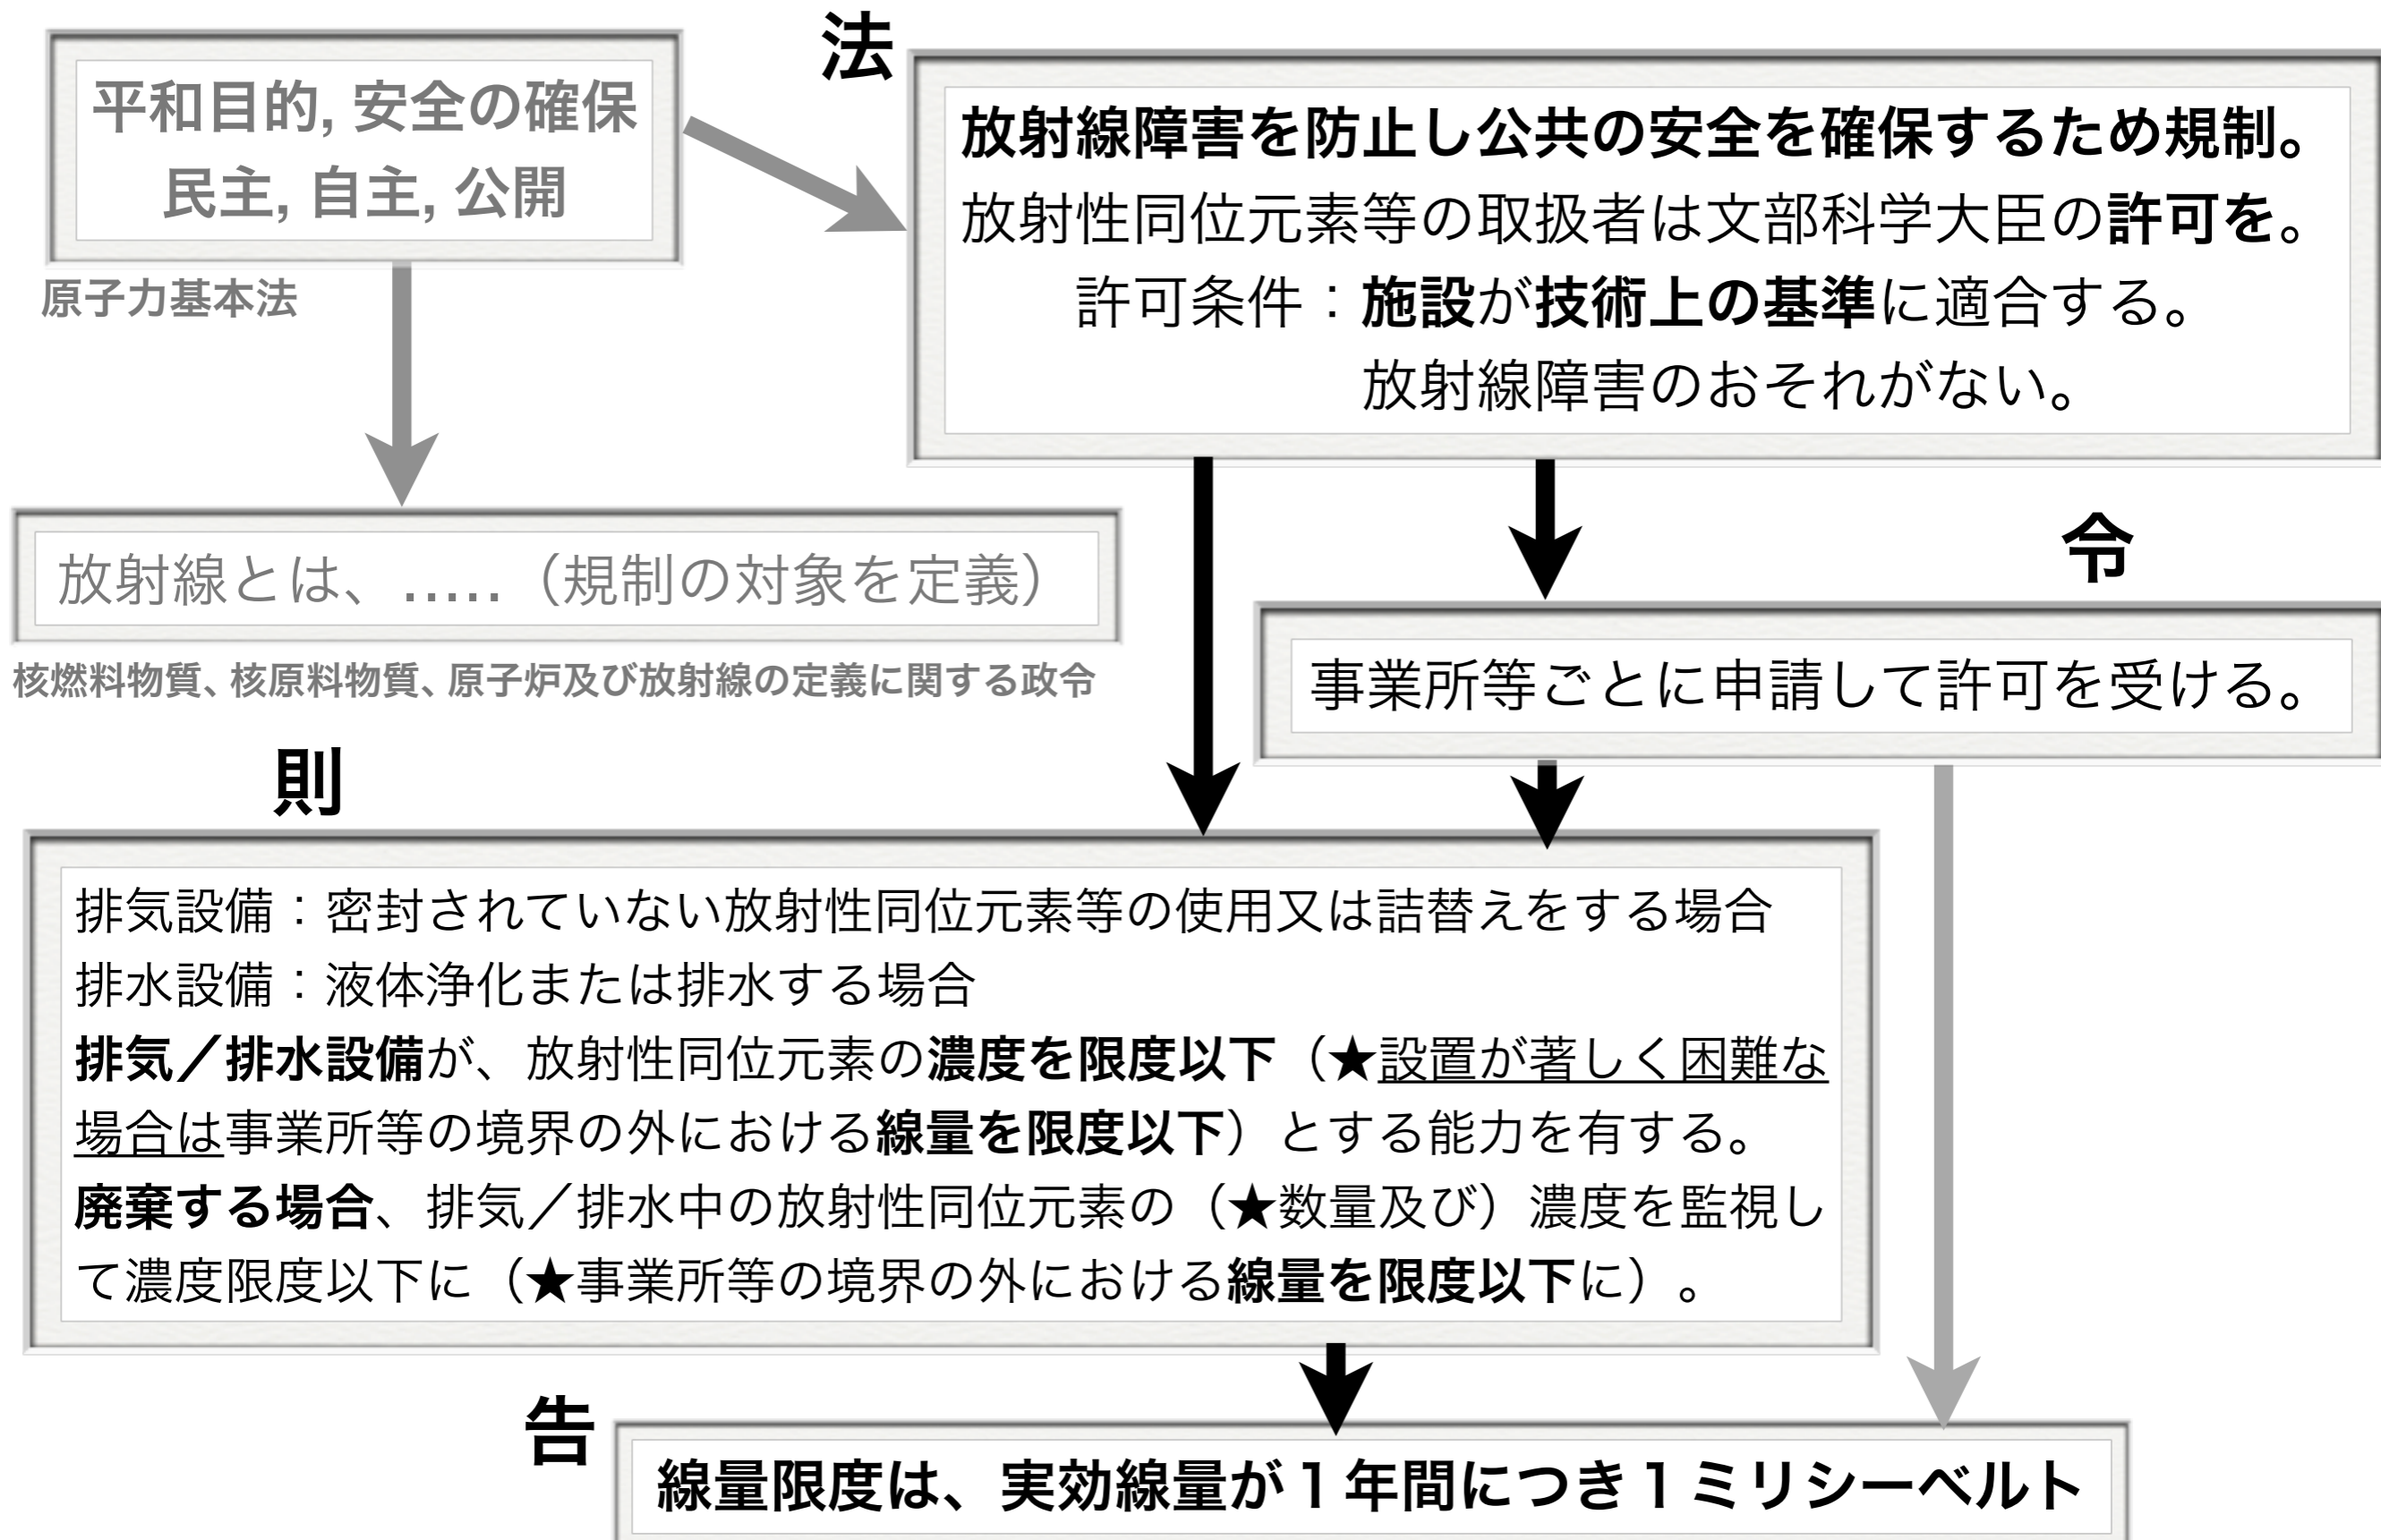 平和目的, 安全の確保
民主, 自主, 公開
原子力基本法
法
放射線障害を防止し公共の安全を確保するため規制。
放射性同位元素等の取扱者は文部科学大臣の許可を。
許可条件：施設が技術上の基準に適合する。
放射線障害のおそれがない。
放射線とは、.....（規制の対象を定義）
核燃料物質、核原料物質、原子炉及び放射線の定義に関する政令
令
事業所等ごとに申請して許可を受ける。
則
排気設備：密封されていない放射性同位元素等の使用又は詰替えをする場合
排水設備：液体浄化または排水する場合
排気／排水設備が、放射性同位元素の濃度を限度以下（★設置が著しく困難な
場合は事業所等の境界の外における線量を限度以下）とする能力を有する。
廃棄する場合、排気／排水中の放射性同位元素の（★数量及び）濃度を監視し
て濃度限度以下に（★事業所等の境界の外における線量を限度以下に）。
告
線量限度は、実効線量が１年間につき１ミリシーベルト